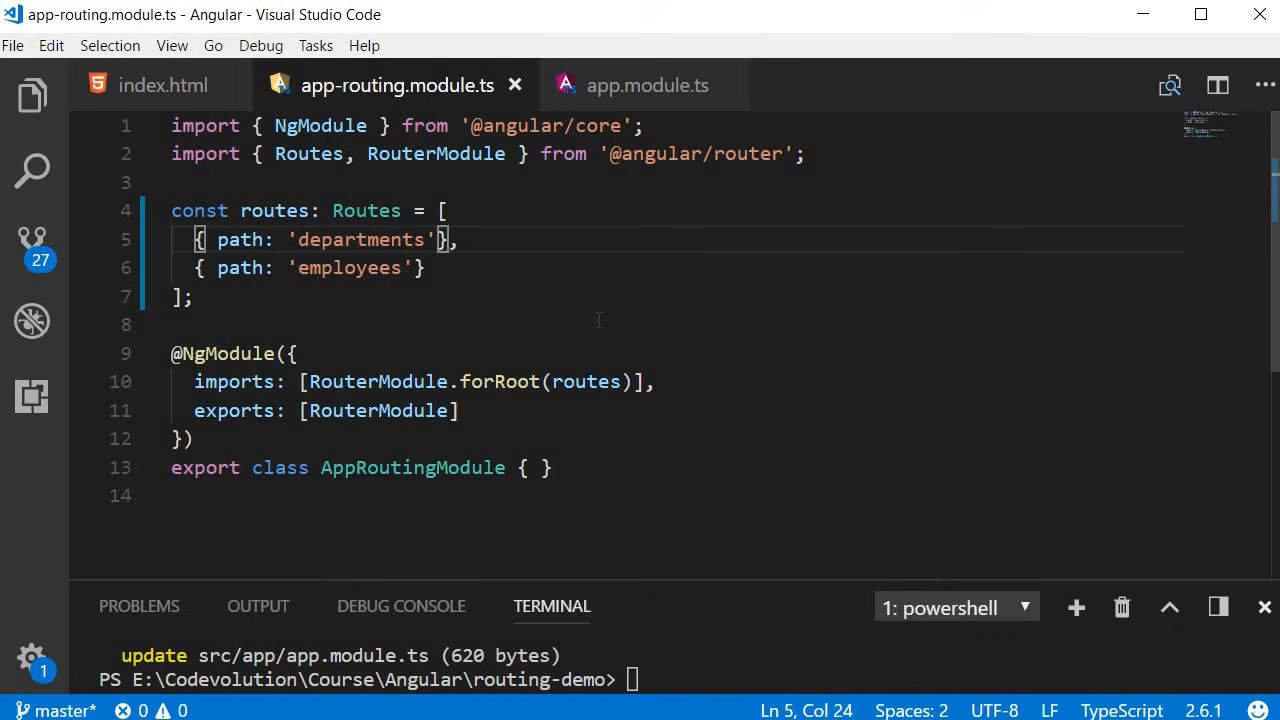 app-routing.module.ts - Angular - Visual Studio Code
File Edit Selection View Go Debug Tasks Help
index.html app-routing.module.ts app.module.ts
1 import { NgModule } from '@angular/core';
2 import { Routes, RouterModule } from '@angular/router';
3
4 const routes: Routes = [
5 { path: 'departments'},
6 { path: 'employees'}
7 ];
8
9 @NgModule({
10 imports: [RouterModule.forRoot(routes)],
11 exports: [RouterModule]
12 })
13 export class AppRoutingModule { }
14
27
PROBLEMS OUTPUT DEBUG CONSOLE TERMINAL 1: powershell
update src/app/app.module.ts (620 bytes)
PS E:\Codevolution\Course\Angular\routing-demo>
1
master* 0 0 Ln 5, Col 24 Spaces: 2 UTF-8 LF TypeScript 2.6.1